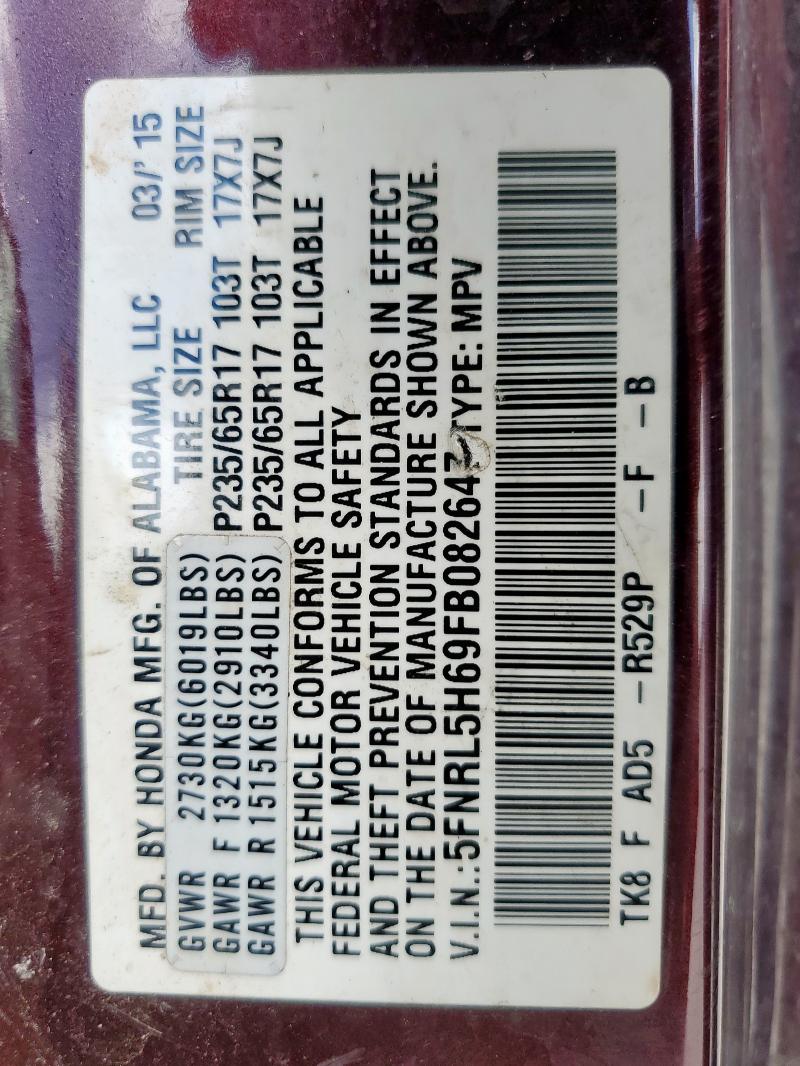 MFD. BY HONDA MFG. OF ALABAMA, LLC 03/' 15
TIRE SIZE RIM SIZE
GVWR 2730KG(6019LBS)
GAWR F 1320KG(2910LBS) P235/65R17 103T 17X7J
GAWR R 1515KG(3340LBS) P235/65R17 103T 17X7J
THIS VEHICLE CONFORMS TO ALL APPLICABLE
FEDERAL MOTOR VEHICLE SAFETY
AND THEFT PREVENTION STANDARDS IN EFFECT
ON THE DATE OF MANUFACTURE SHOWN ABOVE.
V.I.N.:5FNRL5H69FB082647 TYPE: MPV
TK8 F AD5 -R529P -F -B